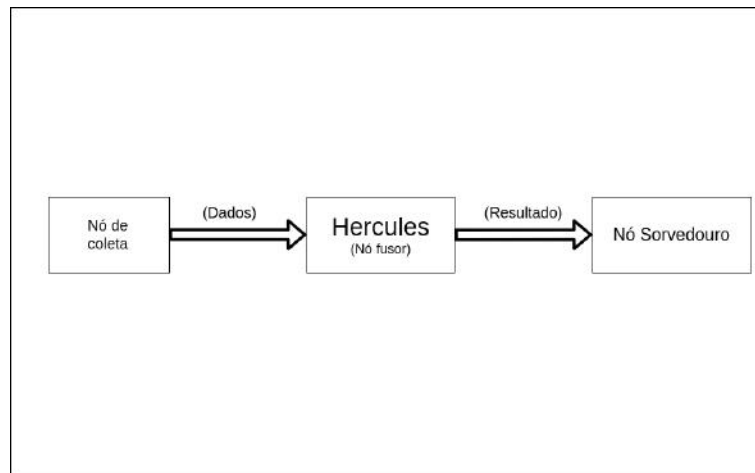 Nó de
coleta
(Dados)
Hercules
(Nó fusor)
(Resultado)
Nó Sorvedouro